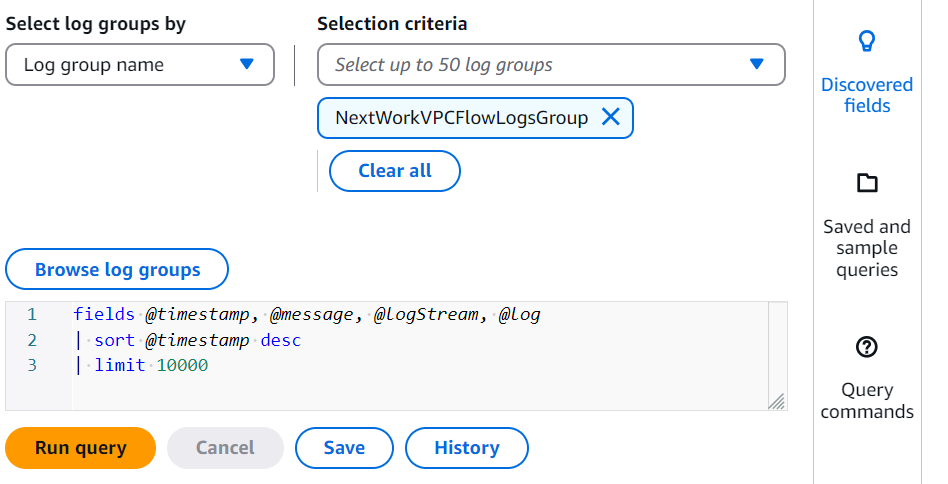 Select log groups by
Selection criteria
Log group name
Select up to 50 log groups
NextWorkVPCFlowLogsGroup
Clear all
Browse log groups
1 fields @timestamp, @message, @logStream, @log
2 | sort @timestamp desc
3 | limit 10000
Run query
Cancel
Save
History
Discovered
fields
Saved and
sample
queries
Query
commands